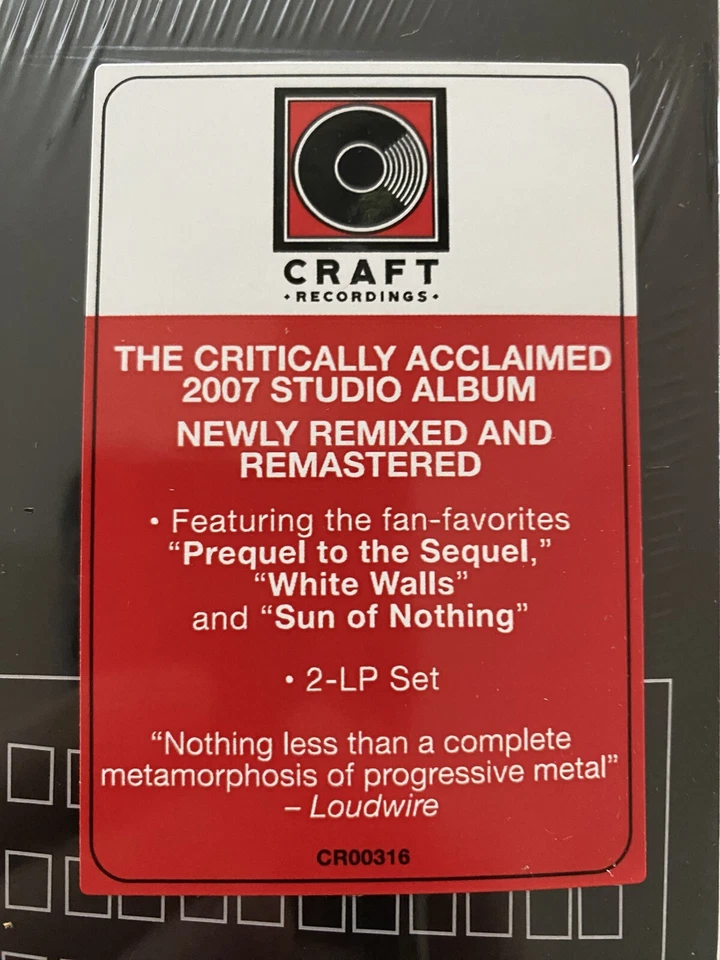 CRAFT
• RECORDINGS •
THE CRITICALLY ACCLAIMED
2007 STUDIO ALBUM
NEWLY REMIXED AND
REMASTERED
• Featuring the fan-favorites
“Prequel to the Sequel,”
“White Walls”
and “Sun of Nothing”
• 2-LP Set
“Nothing less than a complete
metamorphosis of progressive metal”
– Loudwire
CR00316